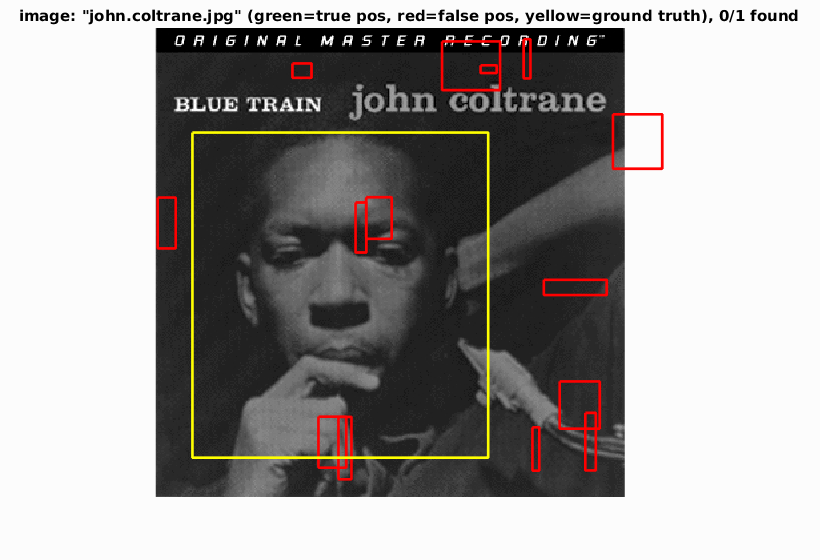 image: "john.coltrane.jpg" (green=true pos, red=false pos, yellow=ground truth), 0/1 found
ORIGINAL MASTER RECORDING™
BLUE TRAIN john coltrane